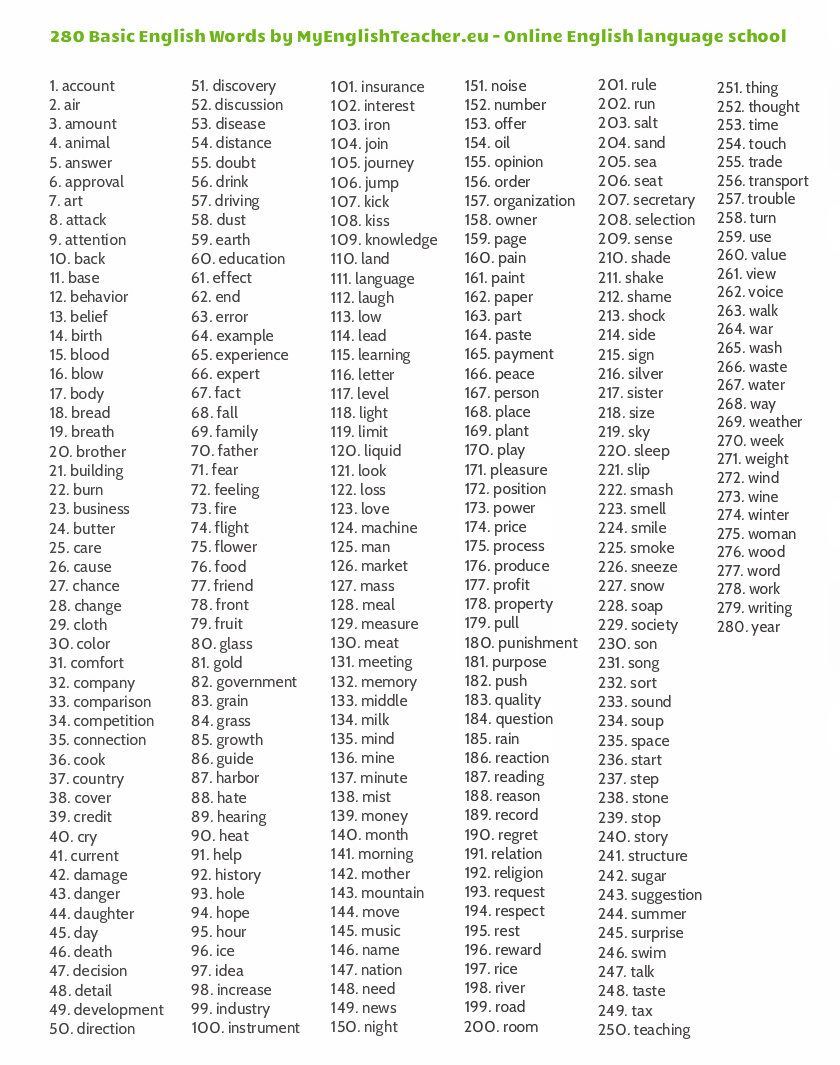 280 Basic English Words by MyEnglishTeacher.eu - Online English language school
1. account
2. air
3. amount
4. animal
5. answer
6. approval
7. art
8. attack
9. attention
10. back
11. base
12. behavior
13. belief
14. birth
15. blood
16. blow
17. body
18. bread
19. breath
20. brother
21. building
22. burn
23. business
24. butter
25. care
26. cause
27. chance
28. change
29. cloth
30. color
31. comfort
32. company
33. comparison
34. competition
35. connection
36. cook
37. country
38. cover
39. credit
40. cry
41. current
42. damage
43. danger
44. daughter
45. day
46. death
47. decision
48. detail
49. development
50. direction
51. discovery
52. discussion
53. disease
54. distance
55. doubt
56. drink
57. driving
58. dust
59. earth
60. education
61. effect
62. end
63. error
64. example
65. experience
66. expert
67. fact
68. fall
69. family
70. father
71. fear
72. feeling
73. fire
74. flight
75. flower
76. food
77. friend
78. front
79. fruit
80. glass
81. gold
82. government
83. grain
84. grass
85. growth
86. guide
87. harbor
88. hate
89. hearing
90. heat
91. help
92. history
93. hole
94. hope
95. hour
96. ice
97. idea
98. increase
99. industry
100. instrument
101. insurance
102. interest
103. iron
104. join
105. journey
106. jump
107. kick
108. kiss
109. knowledge
110. land
111. language
112. laugh
113. low
114. lead
115. learning
116. letter
117. level
118. light
119. limit
120. liquid
121. look
122. loss
123. love
124. machine
125. man
126. market
127. mass
128. meal
129. measure
130. meat
131. meeting
132. memory
133. middle
134. milk
135. mind
136. mine
137. minute
138. mist
139. money
140. month
141. morning
142. mother
143. mountain
144. move
145. music
146. name
147. nation
148. need
149. news
150. night
151. noise
152. number
153. offer
154. oil
155. opinion
156. order
157. organization
158. owner
159. page
160. pain
161. paint
162. paper
163. part
164. paste
165. payment
166. peace
167. person
168. place
169. plant
170. play
171. pleasure
172. position
173. power
174. price
175. process
176. produce
177. profit
178. property
179. pull
180. punishment
181. purpose
182. push
183. quality
184. question
185. rain
186. reaction
187. reading
188. reason
189. record
190. regret
191. relation
192. religion
193. request
194. respect
195. rest
196. reward
197. rice
198. river
199. road
200. room
201. rule
202. run
203. salt
204. sand
205. sea
206. seat
207. secretary
208. selection
209. sense
210. shade
211. shake
212. shame
213. shock
214. side
215. sign
216. silver
217. sister
218. size
219. sky
220. sleep
221. slip
222. smash
223. smell
224. smile
225. smoke
226. sneeze
227. snow
228. soap
229. society
230. son
231. song
232. sort
233. sound
234. soup
235. space
236. start
237. step
238. stone
239. stop
240. story
241. structure
242. sugar
243. suggestion
244. summer
245. surprise
246. swim
247. talk
248. taste
249. tax
250. teaching
251. thing
252. thought
253. time
254. touch
255. trade
256. transport
257. trouble
258. turn
259. use
260. value
261. view
262. voice
263. walk
264. war
265. wash
266. waste
267. water
268. way
269. weather
270. week
271. weight
272. wind
273. wine
274. winter
275. woman
276. wood
277. word
278. work
279. writing
280. year